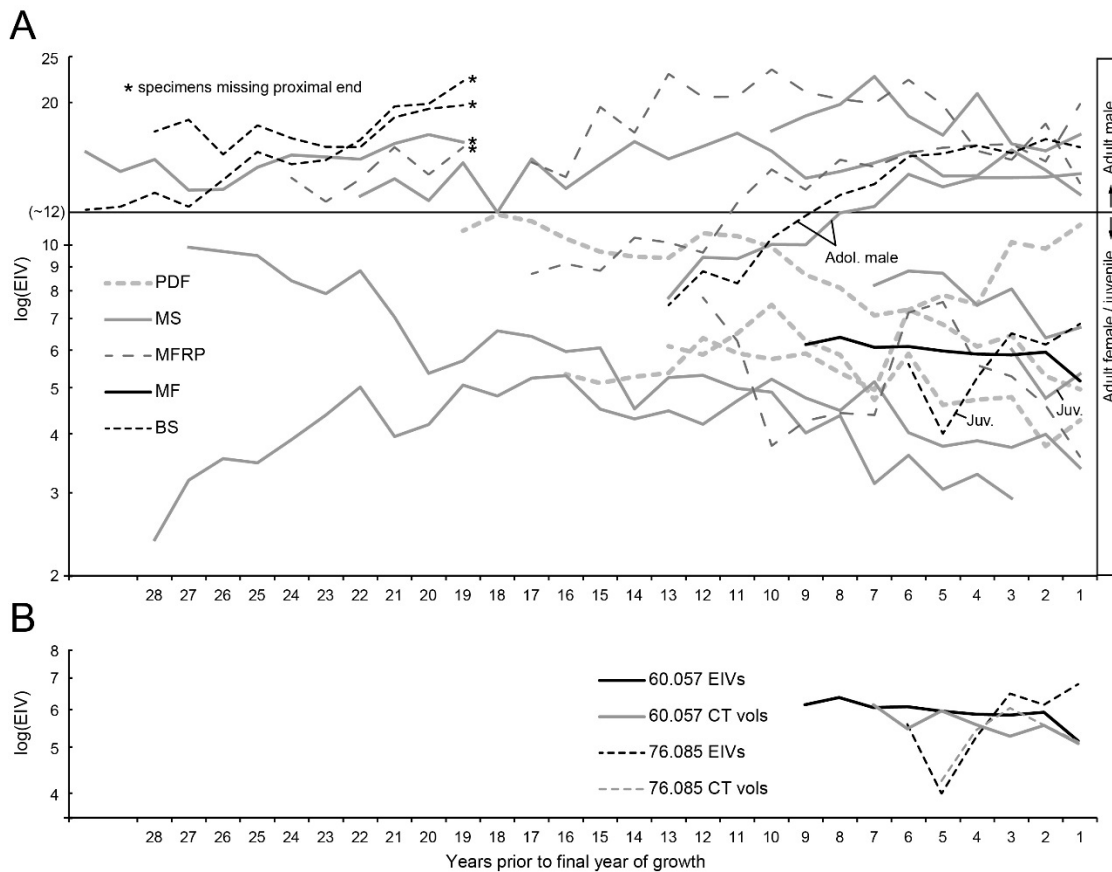 A
25
20
(~12)
10
9
8
7
6
5
4
3
2
log(EIV)
* specimens missing proximal end
*
*
*
*
PDF
MS
MFRP
MF
BS
Adol. male
Juv.
Juv.
Adult male
Adult female / juvenile
28 27 26 25 24 23 22 21 20 19 18 17 16 15 14 13 12 11 10 9 8 7 6 5 4 3 2 1
B
8
7
6
5
4
log(EIV)
60.057 EIVs
60.057 CT vols
76.085 EIVs
76.085 CT vols
28 27 26 25 24 23 22 21 20 19 18 17 16 15 14 13 12 11 10 9 8 7 6 5 4 3 2 1
Years prior to final year of growth